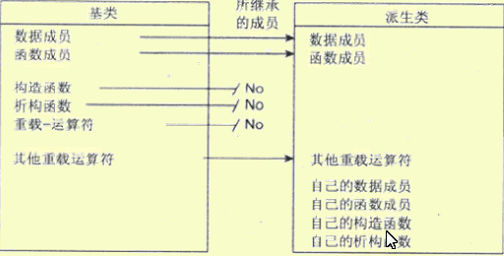 基类
所继承
的成员
派生类
数据成员
数据成员
函数成员
函数成员
构造函数
No
析构函数
No
重载-运算符
No
其他重载运算符
其他重载运算符
自己的数据成员
自己的函数成员
自己的构造函数
自己的析构函数